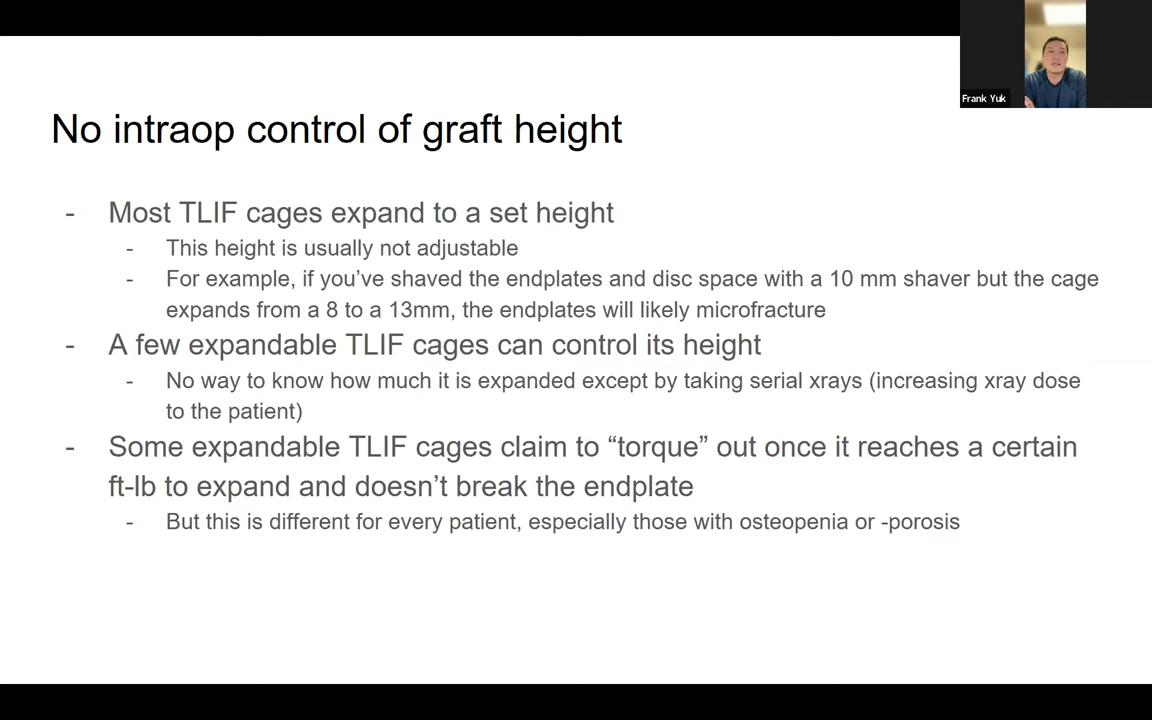 Frank Yuk
No intraop control of graft height
- Most TLIF cages expand to a set height
- This height is usually not adjustable
- For example, if you’ve shaved the endplates and disc space with a 10 mm shaver but the cage
expands from a 8 to a 13mm, the endplates will likely microfracture
- A few expandable TLIF cages can control its height
- No way to know how much it is expanded except by taking serial xrays (increasing xray dose
to the patient)
- Some expandable TLIF cages claim to “torque” out once it reaches a certain
ft-lb to expand and doesn’t break the endplate
- But this is different for every patient, especially those with osteopenia or -porosis